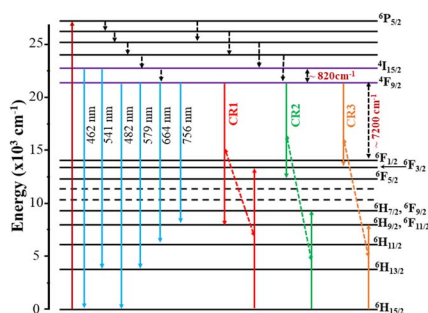 ⁶P₅/₂
25
⁴I₁₅/₂
~ 820cm⁻¹
⁴F₉/₂
20
462 nm
541 nm
482 nm
579 nm
664 nm
756 nm
CR1
CR2
CR3
~ 7200 cm⁻¹
Energy (x10³ cm⁻¹)
15
⁶F₁/₂
⁶F₃/₂
⁶F₅/₂
10
⁶H₇/₂, ⁶F₉/₂
⁶H₉/₂, ⁶F₁₁/₂
⁶H₁₁/₂
5
⁶H₁₃/₂
0
⁶H₁₅/₂